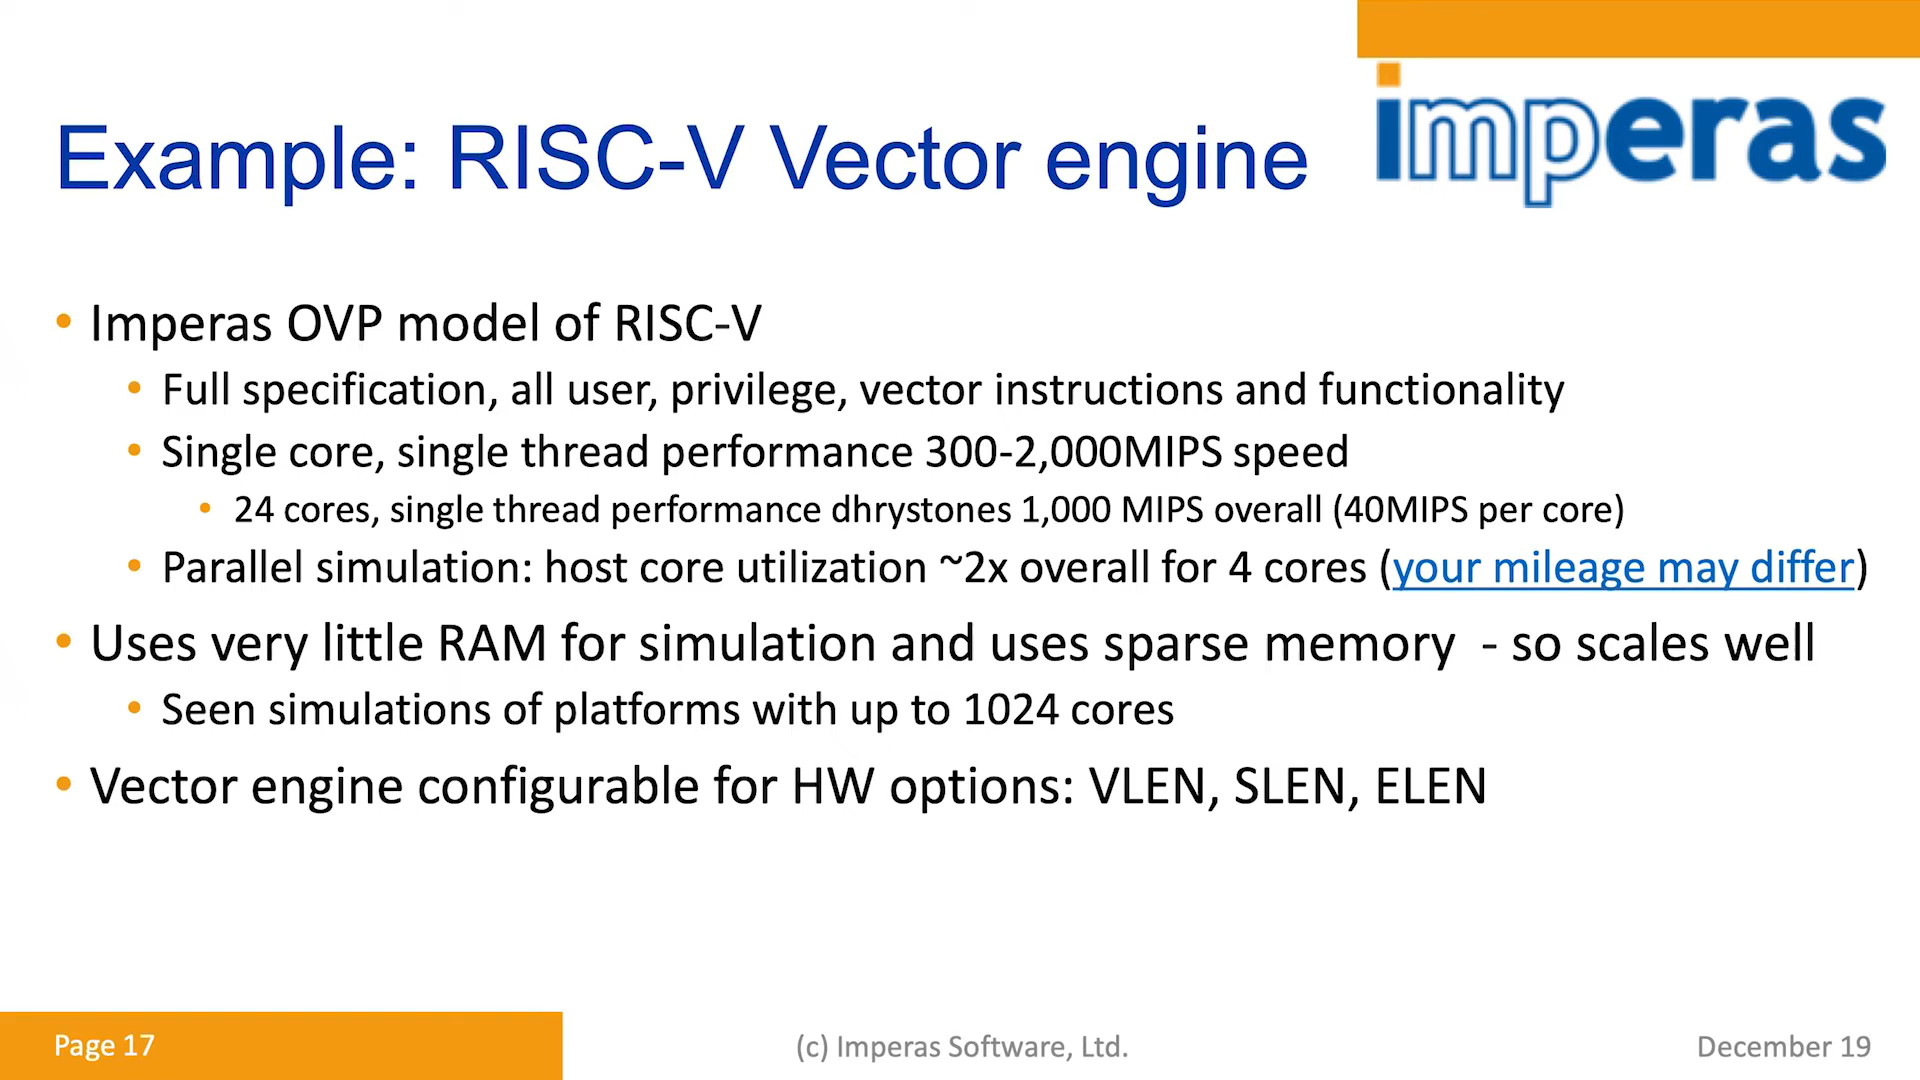 imperas
Example: RISC-V Vector engine
• Imperas OVP model of RISC-V
• Full specification, all user, privilege, vector instructions and functionality
• Single core, single thread performance 300-2,000MIPS speed
• 24 cores, single thread performance dhrystones 1,000 MIPS overall (40MIPS per core)
• Parallel simulation: host core utilization ~2x overall for 4 cores (your mileage may differ)
• Uses very little RAM for simulation and uses sparse memory - so scales well
• Seen simulations of platforms with up to 1024 cores
• Vector engine configurable for HW options: VLEN, SLEN, ELEN
Page 17
(c) Imperas Software, Ltd.
December 19